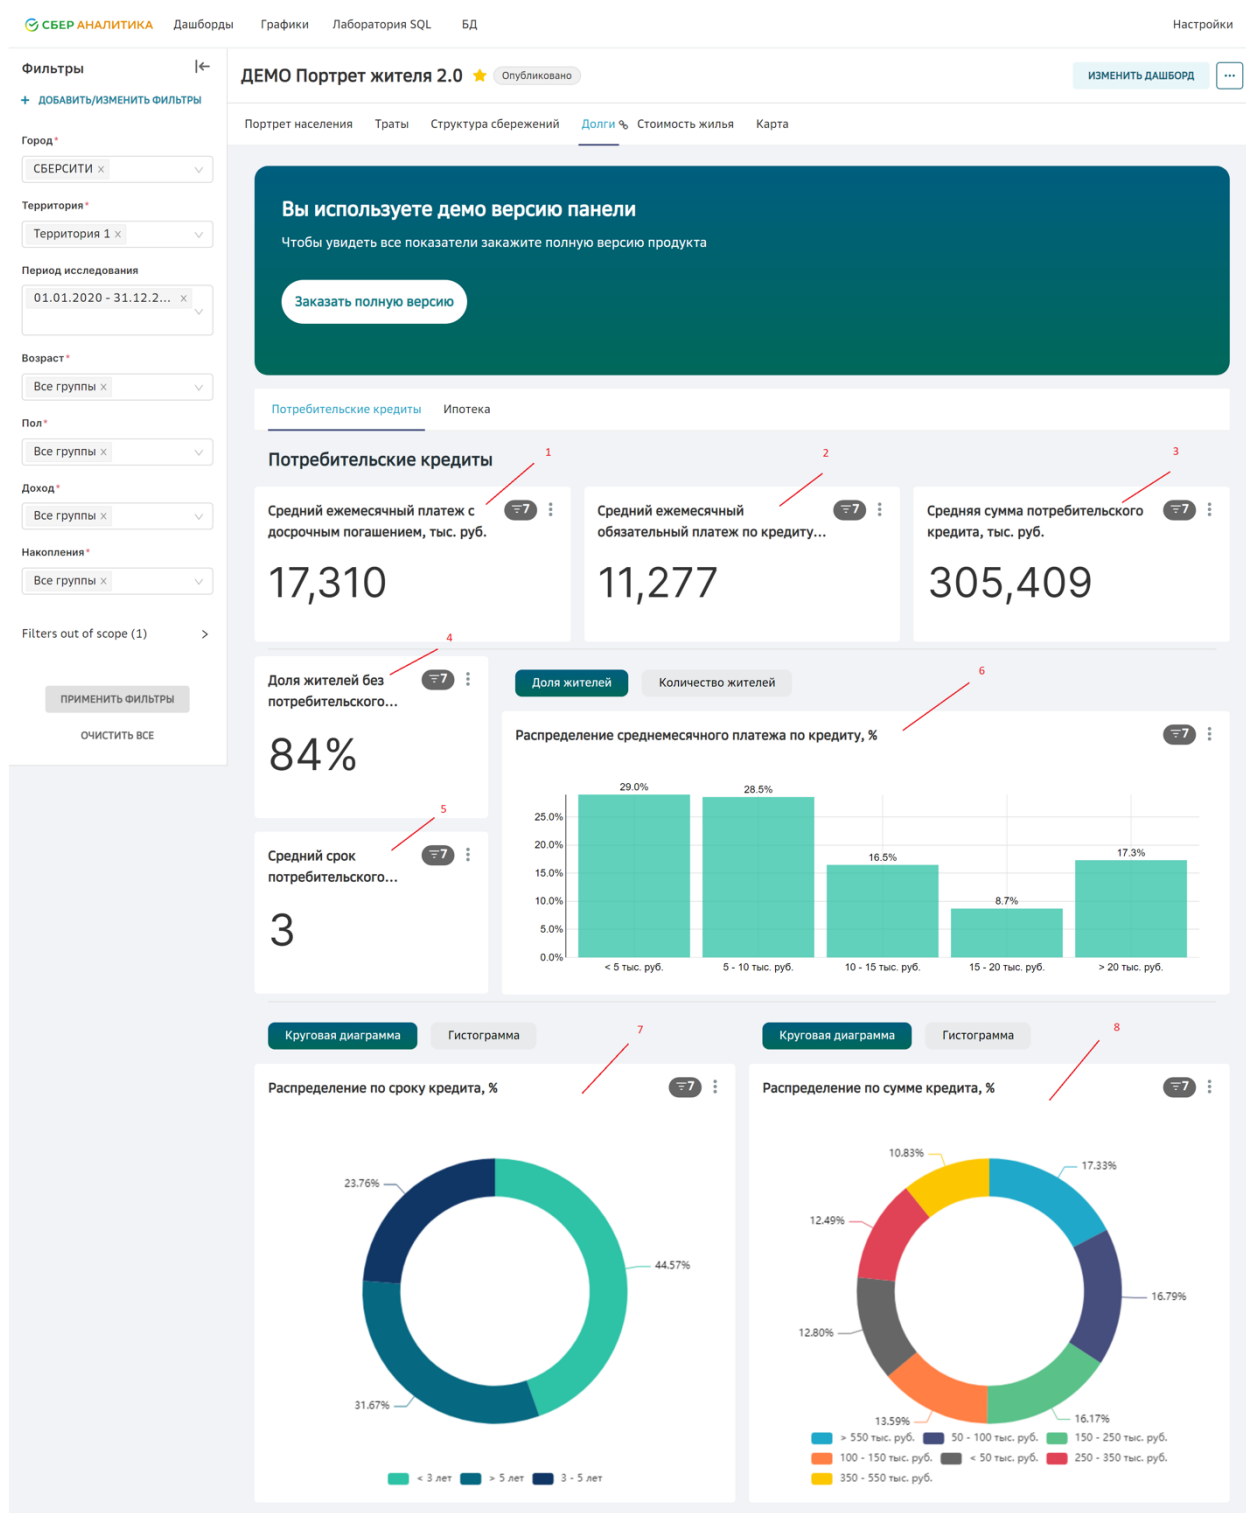 СБЕР АНАЛИТИКА Дашборды Графики Лаборатория SQL БД Настройки
Фильтры
+ ДОБАВИТЬ/ИЗМЕНИТЬ ФИЛЬТРЫ
Город*
СБЕРСИТИ ×
Территория*
Территория 1 ×
Период исследования
01.01.2020 - 31.12.2... ×
Возраст*
Все группы ×
Пол*
Все группы ×
Доход*
Все группы ×
Накопления*
Все группы ×
Filters out of scope (1)
ПРИМЕНИТЬ ФИЛЬТРЫ
ОЧИСТИТЬ ВСЕ
ДЕМО Портрет жителя 2.0 Опубликовано ИЗМЕНИТЬ ДАШБОРД ...
Портрет населения Траты Структура сбережений Долги Стоимость жилья Карта
Вы используете демо версию панели
Чтобы увидеть все показатели закажите полную версию продукта
Заказать полную версию
Потребительские кредиты Ипотека
Потребительские кредиты
1
2
3
Средний ежемесячный платеж с
досрочным погашением, тыс. руб.
7
17,310
Средний ежемесячный
обязательный платеж по кредиту...
7
11,277
Средняя сумма потребительского
кредита, тыс. руб.
7
305,409
4
Доля жителей без
потребительского...
7
84%
5
Средний срок
потребительского...
7
3
Доля жителей Количество жителей
6
Распределение среднемесячного платежа по кредиту, %
7
29.0% 28.5% 16.5% 8.7% 17.3%
25.0%
20.0%
15.0%
10.0%
5.0%
0.0%
< 5 тыс. руб. 5 - 10 тыс. руб. 10 - 15 тыс. руб. 15 - 20 тыс. руб. > 20 тыс. руб.
Круговая диаграмма Гистограмма
7
Распределение по сроку кредита, %
7
23.76%
44.57%
31.67%
< 3 лет > 5 лет 3 - 5 лет
Круговая диаграмма Гистограмма
8
Распределение по сумме кредита, %
7
10.83%
17.33%
12.49%
16.79%
12.80%
13.59%
16.17%
> 550 тыс. руб. 50 - 100 тыс. руб. 150 - 250 тыс. руб.
100 - 150 тыс. руб. < 50 тыс. руб. 250 - 350 тыс. руб.
350 - 550 тыс. руб.